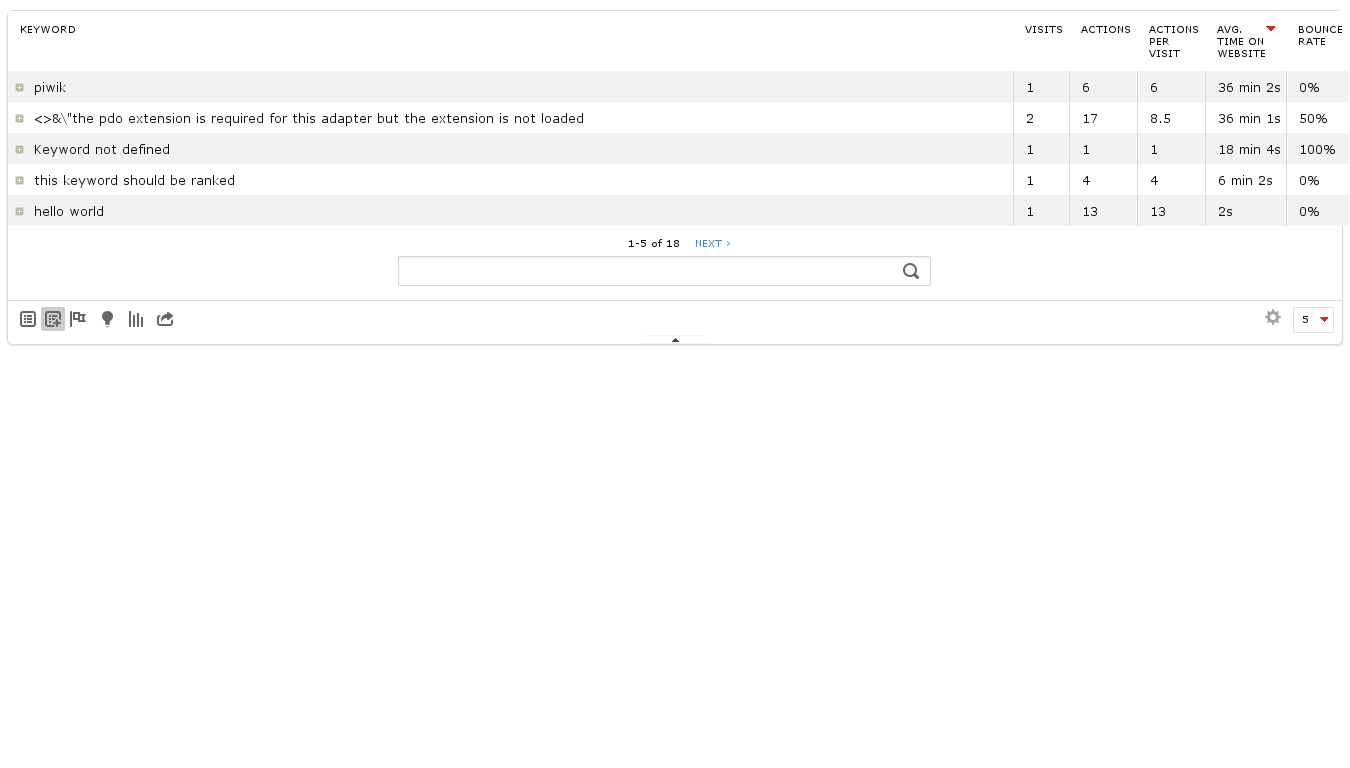 KEYWORD VISITS ACTIONS ACTIONS PER VISIT AVG. TIME ON WEBSITE BOUNCE RATE
piwik 1 6 6 36 min 2s 0%
<>&\"the pdo extension is required for this adapter but the extension is not loaded 2 17 8.5 36 min 1s 50%
Keyword not defined 1 1 1 18 min 4s 100%
this keyword should be ranked 1 4 4 6 min 2s 0%
hello world 1 13 13 2s 0%
1-5 of 18 NEXT ›
5